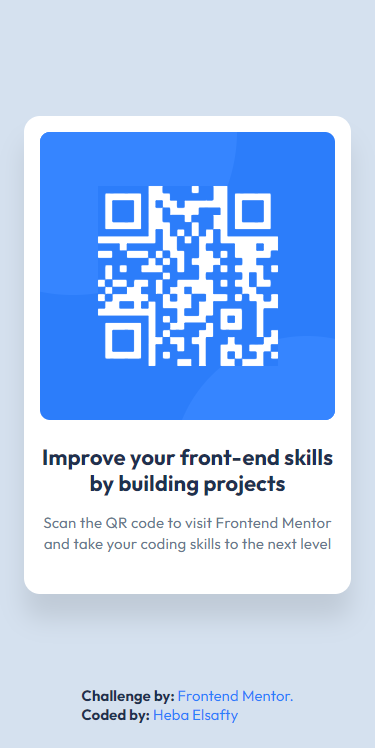 Improve your front-end skills
by building projects
Scan the QR code to visit Frontend Mentor
and take your coding skills to the next level
Challenge by: Frontend Mentor.
Coded by: Heba Elsafty